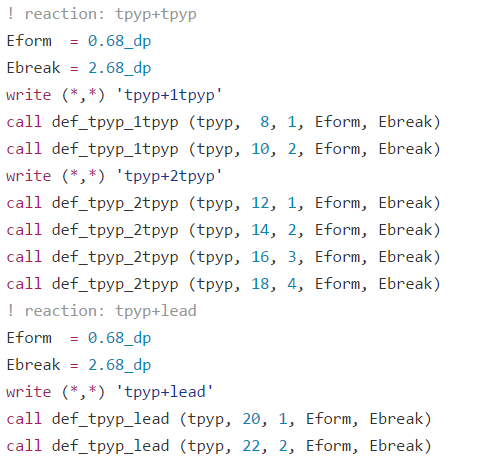 ! reaction: tpyp+tpyp
Eform  = 0.68_dp
Ebreak = 2.68_dp
write (*,*) 'tpyp+1tpyp'
call def_tpyp_1tpyp (tpyp,  8, 1, Eform, Ebreak)
call def_tpyp_1tpyp (tpyp, 10, 2, Eform, Ebreak)
write (*,*) 'tpyp+2tpyp'
call def_tpyp_2tpyp (tpyp, 12, 1, Eform, Ebreak)
call def_tpyp_2tpyp (tpyp, 14, 2, Eform, Ebreak)
call def_tpyp_2tpyp (tpyp, 16, 3, Eform, Ebreak)
call def_tpyp_2tpyp (tpyp, 18, 4, Eform, Ebreak)
! reaction: tpyp+lead
Eform  = 0.68_dp
Ebreak = 2.68_dp
write (*,*) 'tpyp+lead'
call def_tpyp_lead (tpyp, 20, 1, Eform, Ebreak)
call def_tpyp_lead (tpyp, 22, 2, Eform, Ebreak)